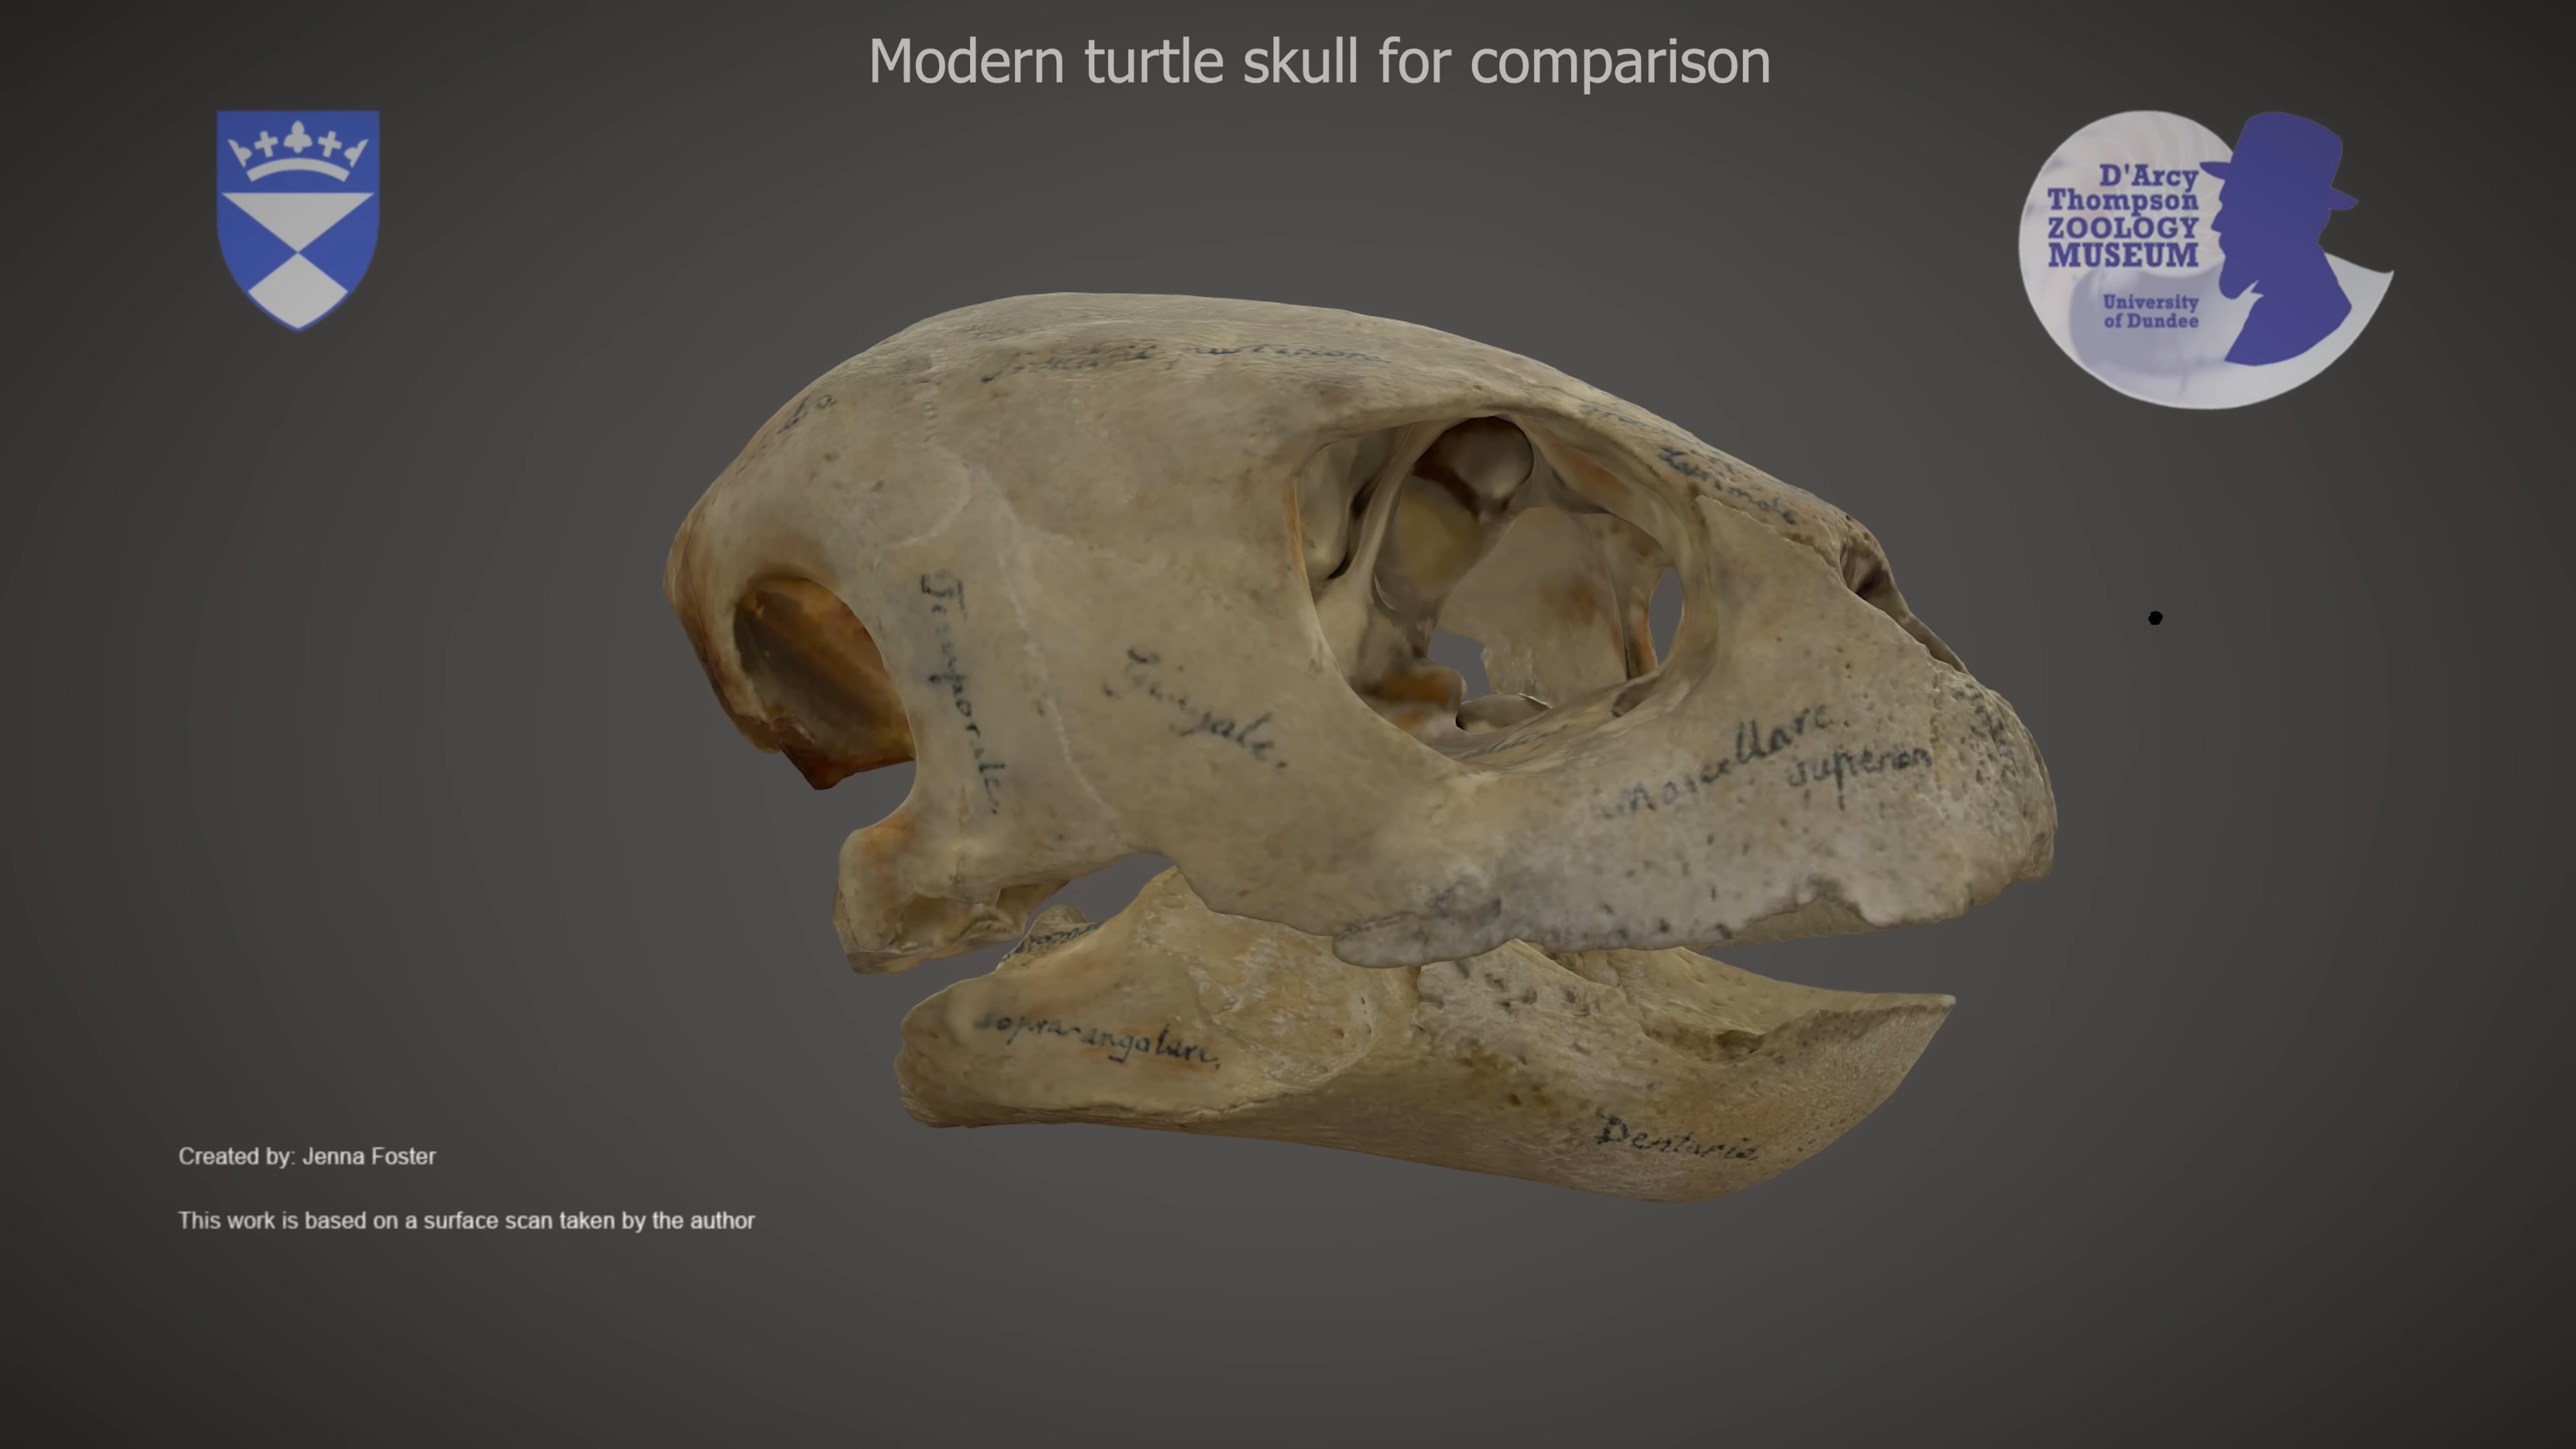 Modern turtle skull for comparison
D'Arcy
Thompson
ZOOLOGY
MUSEUM
University
of Dundee
Temporale.
Jugale.
Maxellare
superior
sopra-angolare.
Dentario
Created by: Jenna Foster
This work is based on a surface scan taken by the author